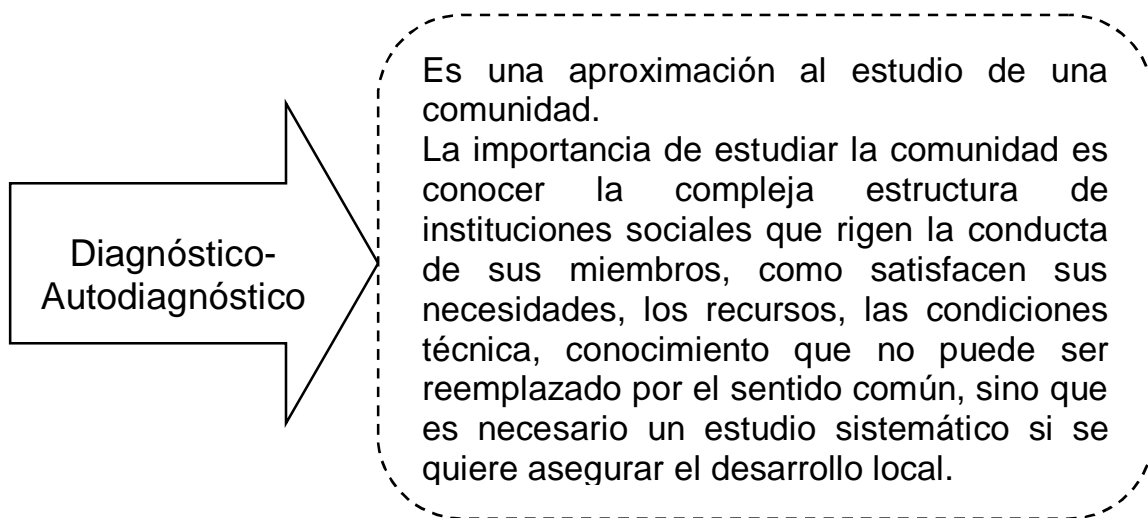 Diagnóstico-
Autodiagnóstico
Es una aproximación al estudio de una
comunidad.
La importancia de estudiar la comunidad es
conocer la compleja estructura de
instituciones sociales que rigen la conducta
de sus miembros, como satisfacen sus
necesidades, los recursos, las condiciones
técnica, conocimiento que no puede ser
reemplazado por el sentido común, sino que
es necesario un estudio sistemático si se
quiere asegurar el desarrollo local.